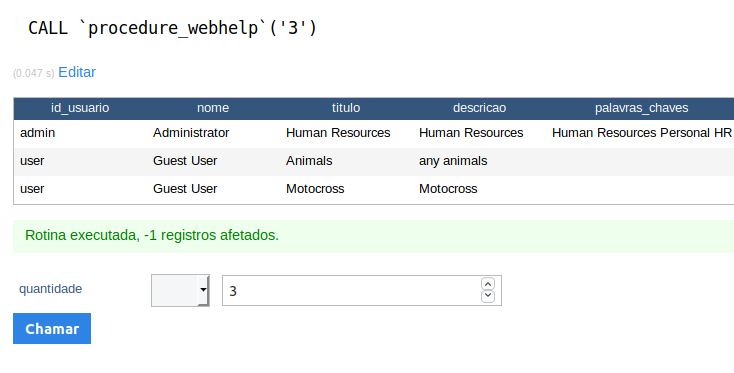 CALL `procedure_webhelp`('3')
(0.047 s) Editar
id_usuario nome titulo descricao palavras_chaves
admin Administrator Human Resources Human Resources Human Resources Personal HR
user Guest User Animals any animals
user Guest User Motocross Motocross
Rotina executada, -1 registros afetados.
quantidade 3
Chamar